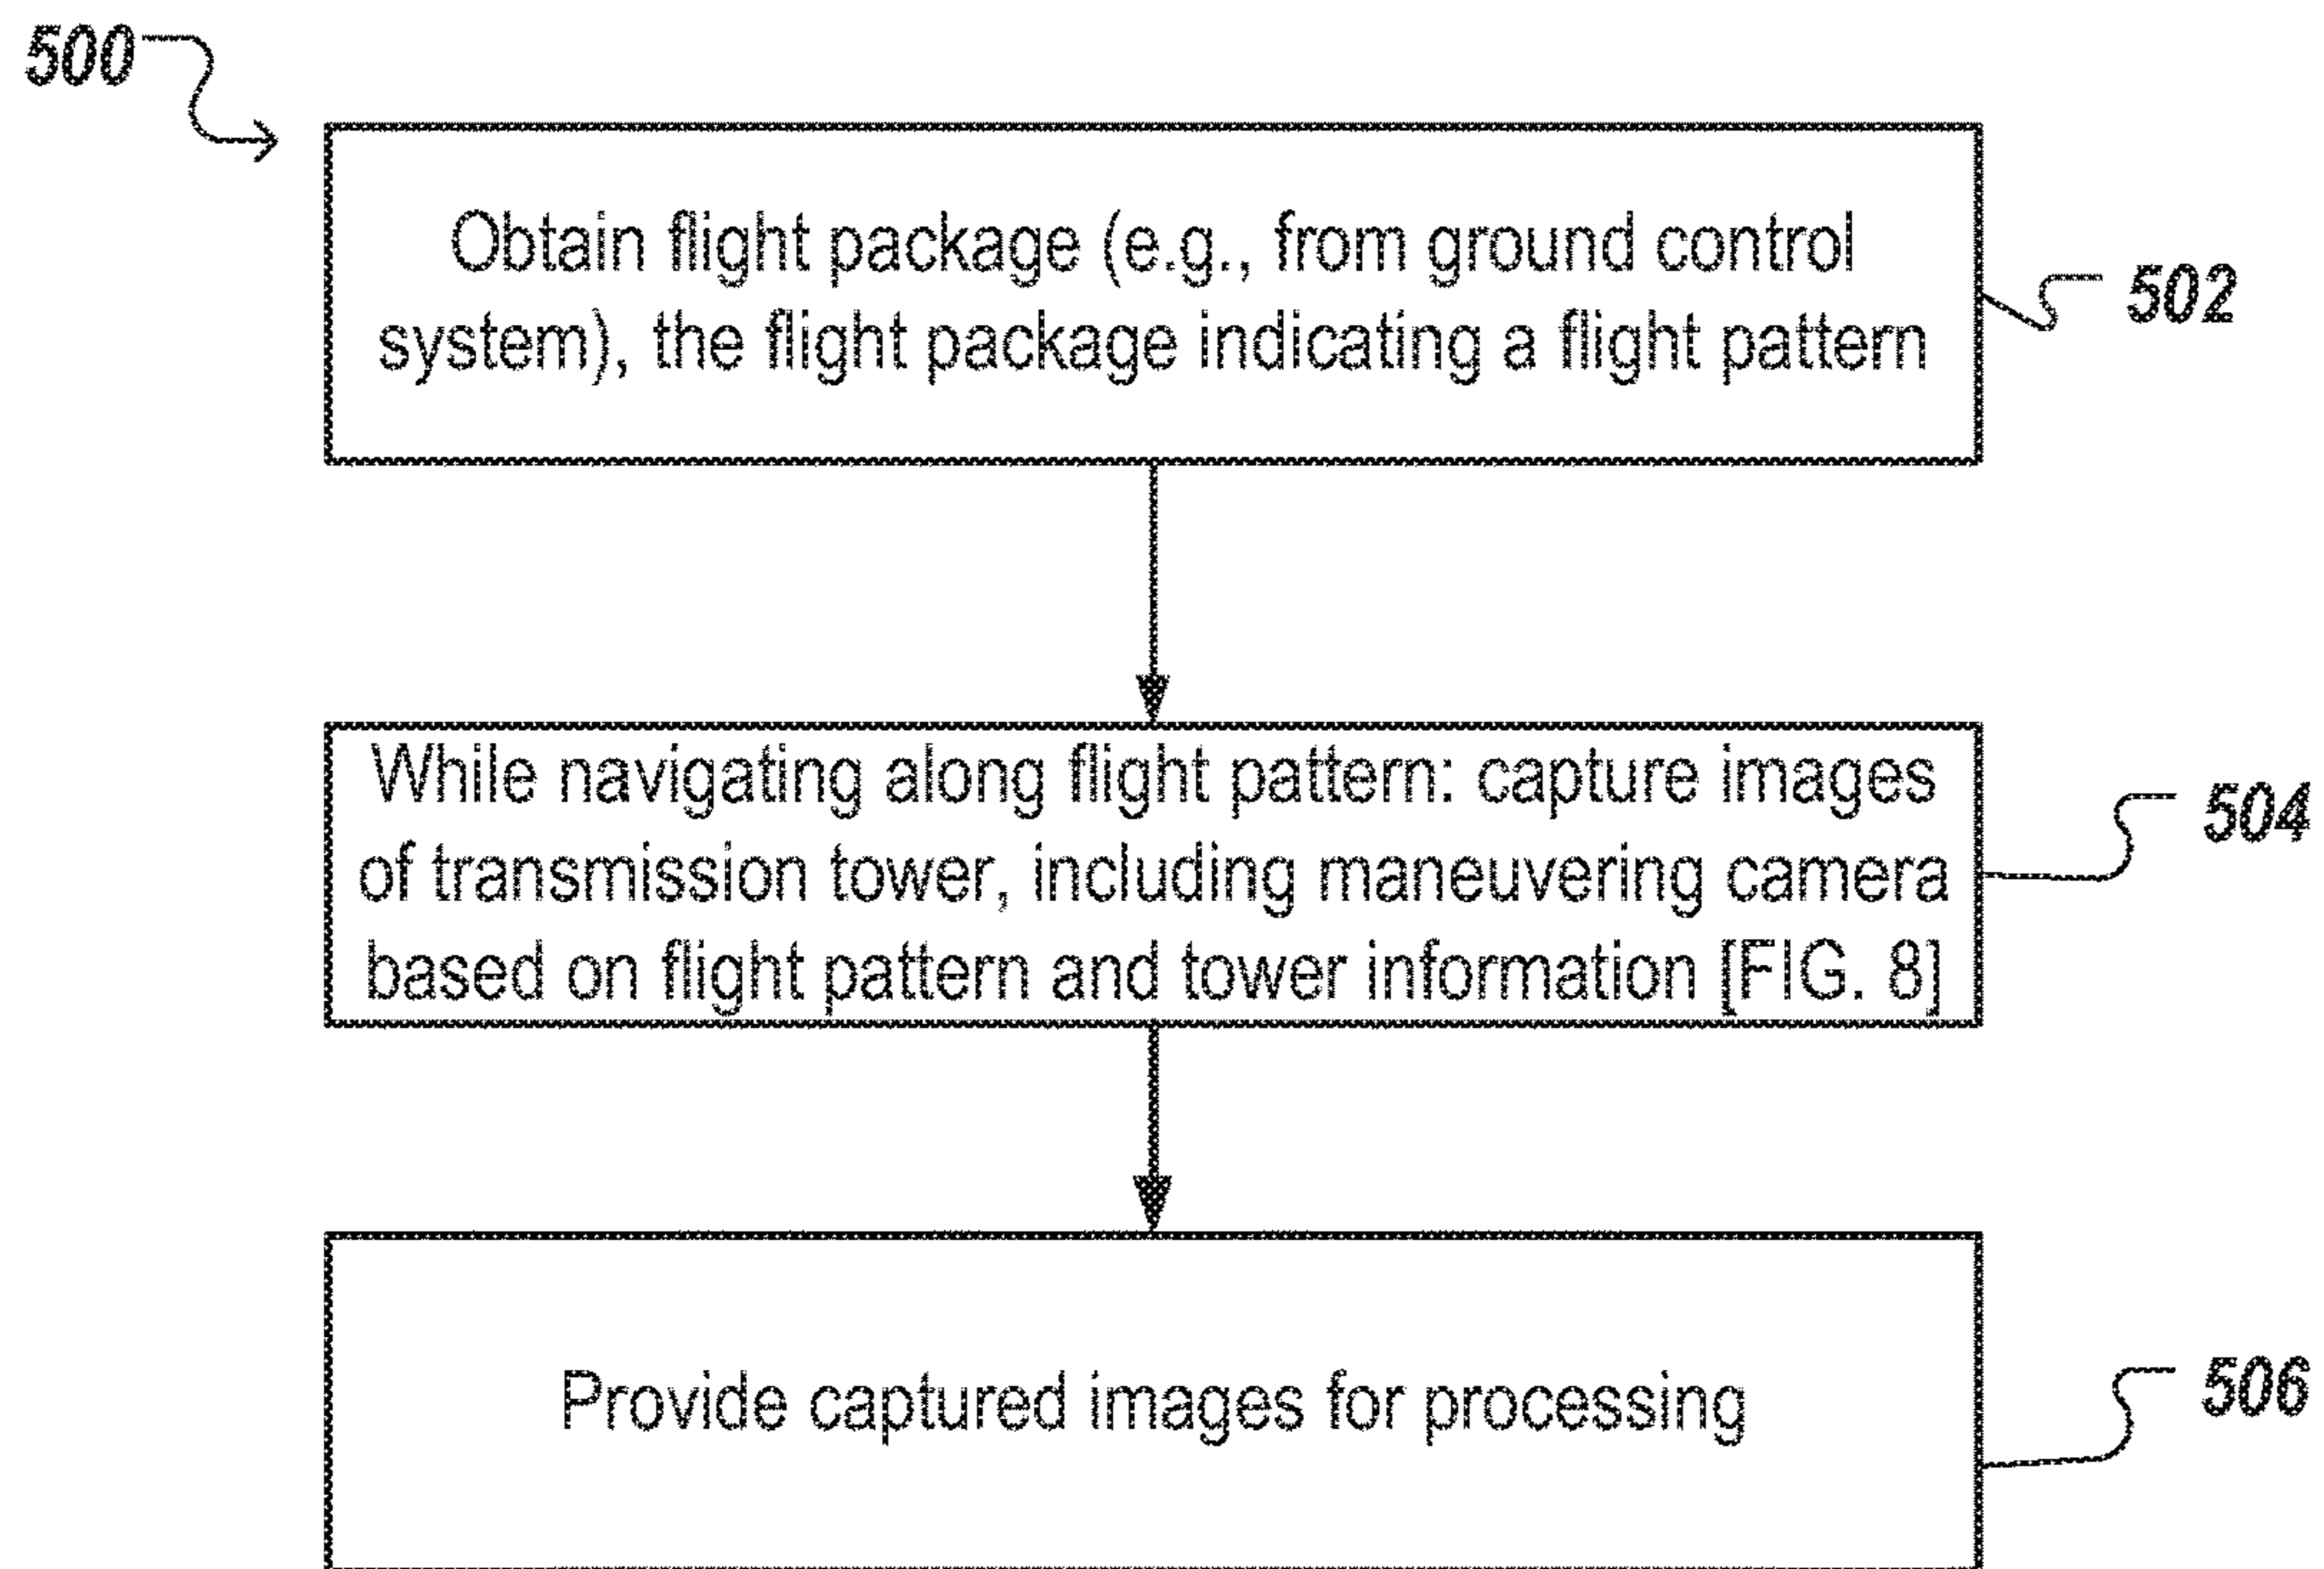 500
Obtain flight package (e.g., from ground control
system), the flight package indicating a flight pattern
502
While navigating along flight pattern: capture images
of transmission tower, including maneuvering camera
based on flight pattern and tower information [FIG. 8]
504
Provide captured images for processing
506